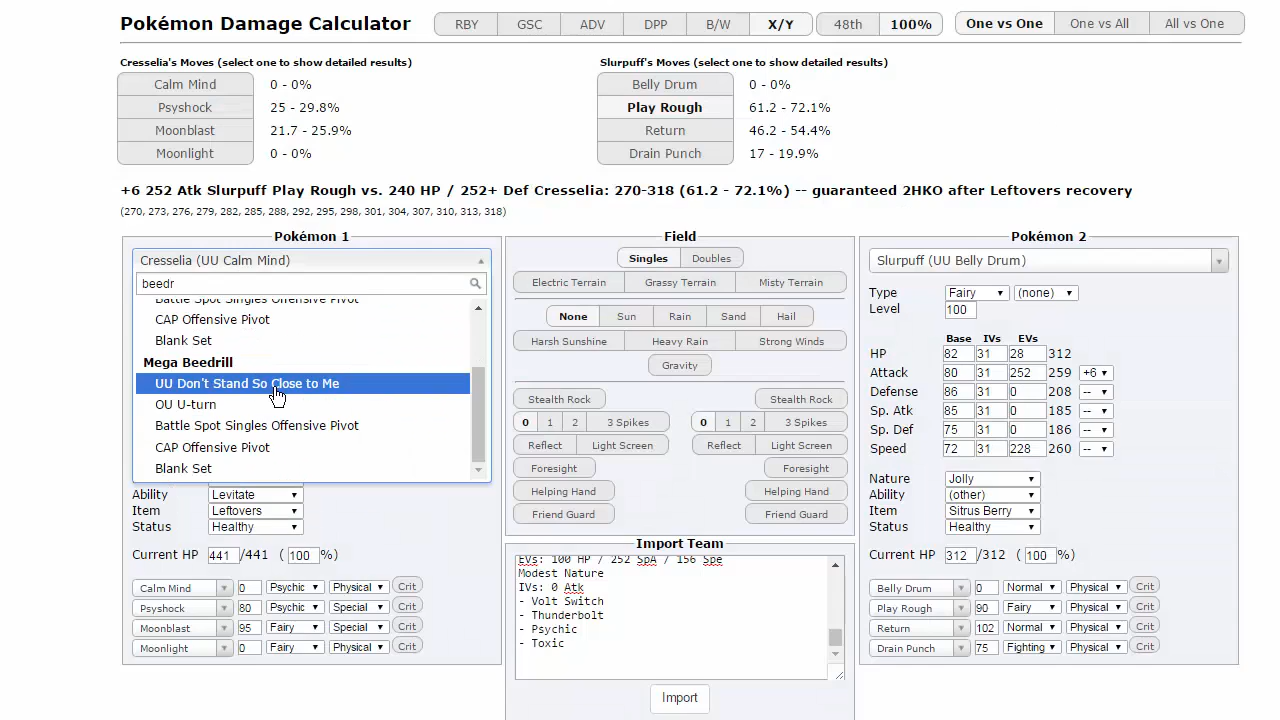 Pokémon Damage Calculator
RBY GSC ADV DPP B/W X/Y 48th 100% One vs One One vs All All vs One
Cresselia's Moves (select one to show detailed results)
Calm Mind 0 - 0%
Psyshock 25 - 29.8%
Moonblast 21.7 - 25.9%
Moonlight 0 - 0%
Slurpuff's Moves (select one to show detailed results)
Belly Drum 0 - 0%
Play Rough 61.2 - 72.1%
Return 46.2 - 54.4%
Drain Punch 17 - 19.9%
+6 252 Atk Slurpuff Play Rough vs. 240 HP / 252+ Def Cresselia: 270-318 (61.2 - 72.1%) -- guaranteed 2HKO after Leftovers recovery
(270, 273, 276, 279, 282, 285, 288, 292, 295, 298, 301, 304, 307, 310, 313, 318)
Pokémon 1
Cresselia (UU Calm Mind)
beedr
Battle Spot Singles Offensive Pivot
CAP Offensive Pivot
Blank Set
Mega Beedrill
UU Don't Stand So Close to Me
OU U-turn
Battle Spot Singles Offensive Pivot
CAP Offensive Pivot
Blank Set
Ability Levitate
Item Leftovers
Status Healthy
Current HP 441 /441 ( 100 %)
Calm Mind 0 Psychic Physical Crit
Psyshock 80 Psychic Special Crit
Moonblast 95 Fairy Special Crit
Moonlight 0 Fairy Physical Crit
Field
Singles Doubles
Electric Terrain Grassy Terrain Misty Terrain
None Sun Rain Sand Hail
Harsh Sunshine Heavy Rain Strong Winds
Gravity
Stealth Rock Stealth Rock
0 1 2 3 Spikes 0 1 2 3 Spikes
Reflect Light Screen Reflect Light Screen
Foresight Foresight
Helping Hand Helping Hand
Friend Guard Friend Guard
Import Team
EVs: 100 HP / 252 SpA / 156 Spe
Modest Nature
IVs: 0 Atk
- Volt Switch
- Thunderbolt
- Psychic
- Toxic
Import
Pokémon 2
Slurpuff (UU Belly Drum)
Type Fairy (none)
Level 100
Base IVs EVs
HP 82 31 28 312
Attack 80 31 252 259 +6
Defense 86 31 0 208 --
Sp. Atk 85 31 0 185 --
Sp. Def 75 31 0 186 --
Speed 72 31 228 260 --
Nature Jolly
Ability (other)
Item Sitrus Berry
Status Healthy
Current HP 312 /312 ( 100 %)
Belly Drum 0 Normal Physical Crit
Play Rough 90 Fairy Physical Crit
Return 102 Normal Physical Crit
Drain Punch 75 Fighting Physical Crit